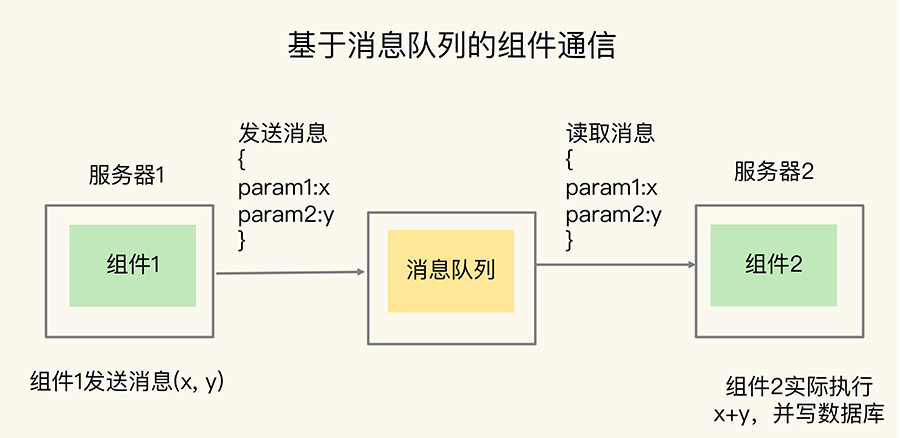 基于消息队列的组件通信
发送消息
{
param1:x
param2:y
}
读取消息
{
param1:x
param2:y
}
服务器1
服务器2
组件1
消息队列
组件2
组件1发送消息(x, y)
组件2实际执行
x+y，并写数据库